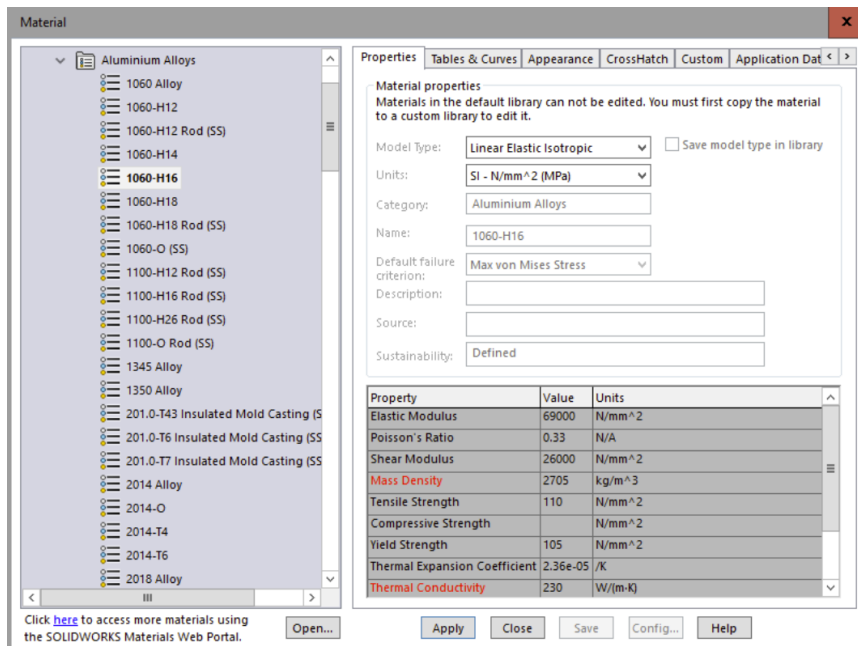 Material
x
Aluminium Alloys
1060 Alloy
1060-H12
1060-H12 Rod (SS)
1060-H14
1060-H16
1060-H18
1060-H18 Rod (SS)
1060-O (SS)
1100-H12 Rod (SS)
1100-H16 Rod (SS)
1100-H26 Rod (SS)
1100-O Rod (SS)
1345 Alloy
1350 Alloy
201.0-T43 Insulated Mold Casting (S
201.0-T6 Insulated Mold Casting (SS
201.0-T7 Insulated Mold Casting (SS
2014 Alloy
2014-O
2014-T4
2014-T6
2018 Alloy
Click here to access more materials using
the SOLIDWORKS Materials Web Portal.
Open...
Properties Tables & Curves Appearance CrossHatch Custom Application Dat
Material properties
Materials in the default library can not be edited. You must first copy the material
to a custom library to edit it.
Model Type: Linear Elastic Isotropic Save model type in library
Units: SI - N/mm^2 (MPa)
Category: Aluminium Alloys
Name: 1060-H16
Default failure
criterion: Max von Mises Stress
Description:
Source:
Sustainability: Defined
Property Value Units
Elastic Modulus 69000 N/mm^2
Poisson's Ratio 0.33 N/A
Shear Modulus 26000 N/mm^2
Mass Density 2705 kg/m^3
Tensile Strength 110 N/mm^2
Compressive Strength N/mm^2
Yield Strength 105 N/mm^2
Thermal Expansion Coefficient 2.36e-05 /K
Thermal Conductivity 230 W/(m·K)
Apply Close Save Config... Help